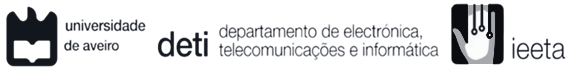 universidade
de aveiro
deti
departamento de electrónica,
telecomunicações e informática
ieeta